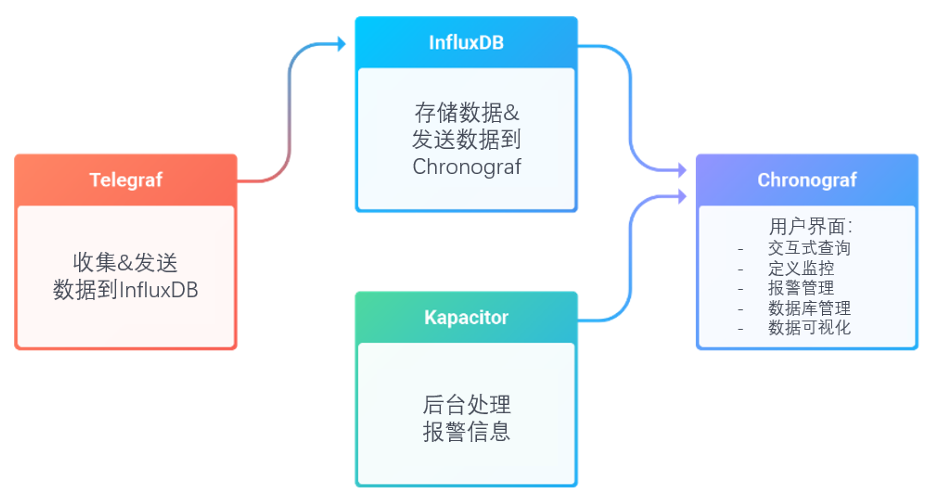 InfluxDB
存储数据&
发送数据到
Chronograf
Telegraf
收集&发送
数据到InfluxDB
Kapacitor
后台处理
报警信息
Chronograf
用户界面：
- 交互式查询
- 定义监控
- 报警管理
- 数据库管理
- 数据可视化